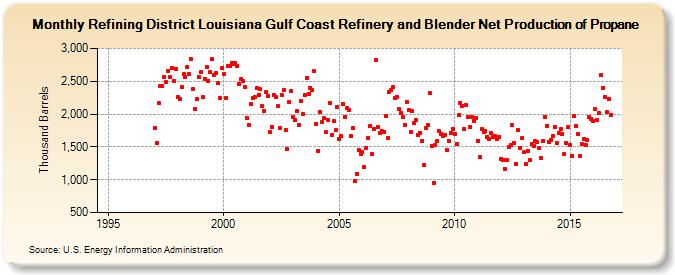 Monthly Refining District Louisiana Gulf Coast Refinery and Blender Net Production of Propane
Thousand Barrels
3,000
2,500
2,000
1,500
1,000
500
1995 2000 2005 2010 2015
Source: U.S. Energy Information Administration